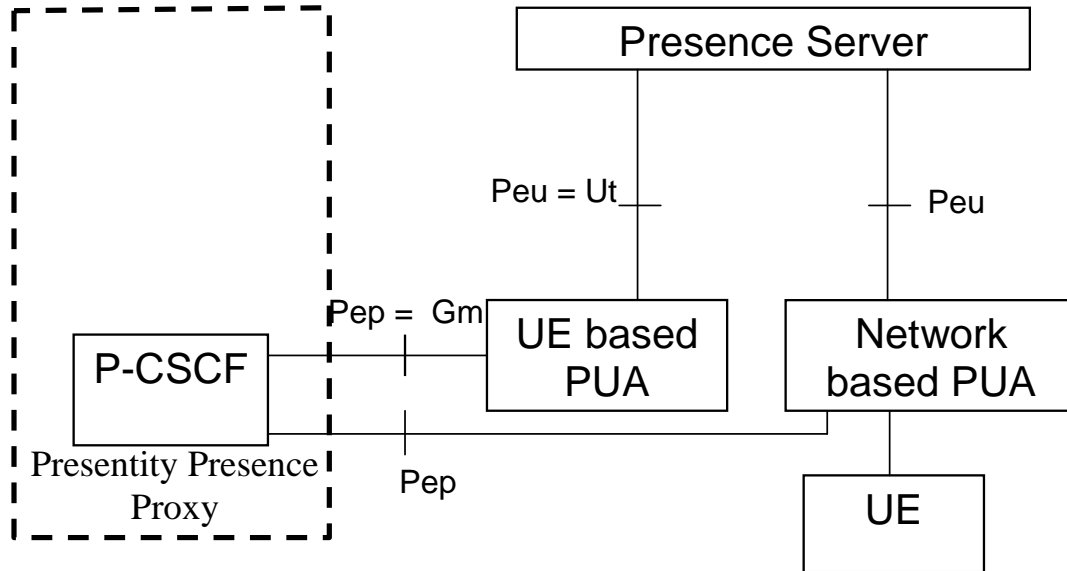 Presence Server
Peu = Ut
Peu
Pep = Gm
UE based
PUA
Network
based PUA
P-CSCF
Presentity Presence
Proxy
Pep
UE